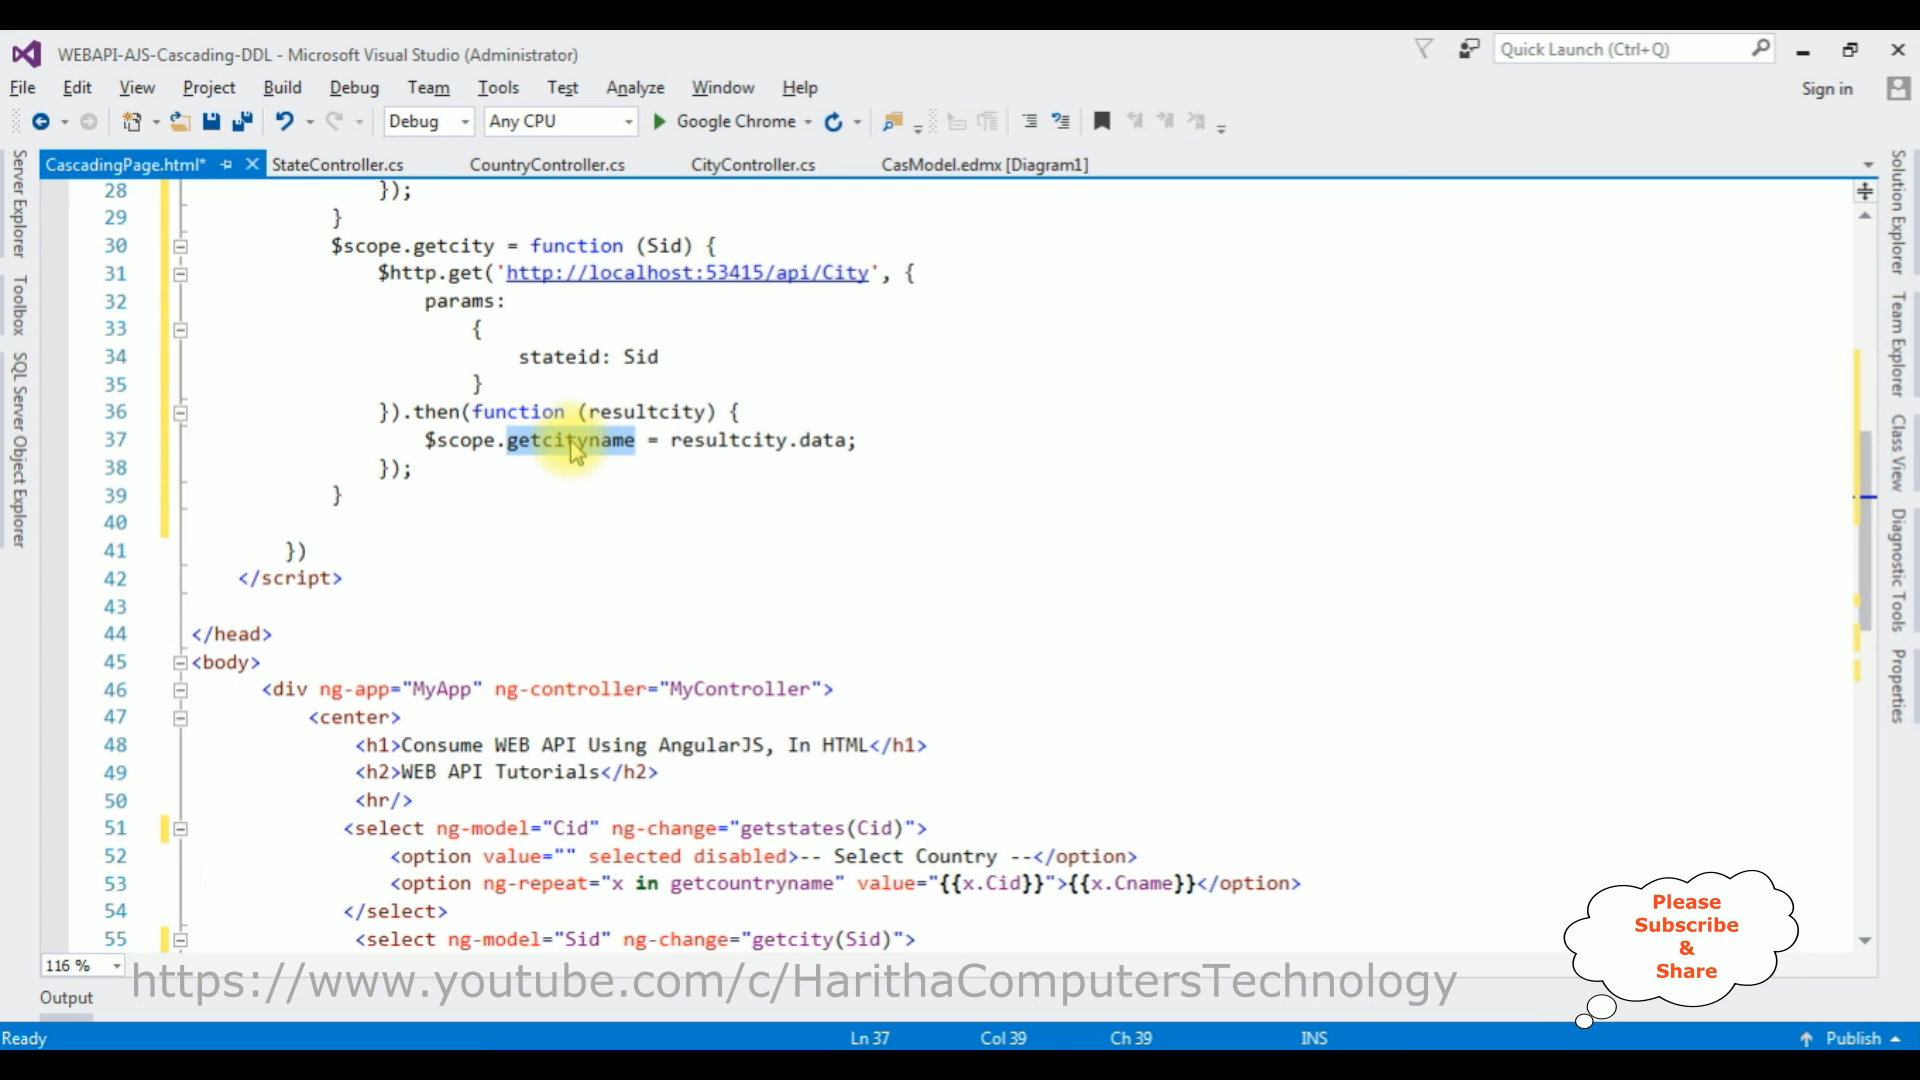 WEBAPI-AJS-Cascading-DDL - Microsoft Visual Studio (Administrator)
Quick Launch (Ctrl+Q)
File Edit View Project Build Debug Team Tools Test Analyze Window Help
Sign in
Debug Any CPU Google Chrome
CascadingPage.html* StateController.cs CountryController.cs CityController.cs CasModel.edmx [Diagram1]
Server Explorer
Toolbox
SQL Server Object Explorer
28 });
29 }
30 $scope.getcity = function (Sid) {
31 $http.get('http://localhost:53415/api/City', {
32 params:
33 {
34 stateid: Sid
35 }
36 }).then(function (resultcity) {
37 $scope.getcityname = resultcity.data;
38 });
39 }
40
41 })
42 </script>
43
44 </head>
45 <body>
46 <div ng-app="MyApp" ng-controller="MyController">
47 <center>
48 <h1>Consume WEB API Using AngularJS, In HTML</h1>
49 <h2>WEB API Tutorials</h2>
50 <hr/>
51 <select ng-model="Cid" ng-change="getstates(Cid)">
52 <option value="" selected disabled>-- Select Country --</option>
53 <option ng-repeat="x in getcountryname" value="{{x.Cid}}">{{x.Cname}}</option>
54 </select>
55 <select ng-model="Sid" ng-change="getcity(Sid)">
Solution Explorer
Team Explorer
Class View
Diagnostic Tools
Properties
Please
Subscribe
&
Share
116 %
https://www.youtube.com/c/HarithaComputersTechnology
Output
Ready Ln 37 Col 39 Ch 39 INS Publish